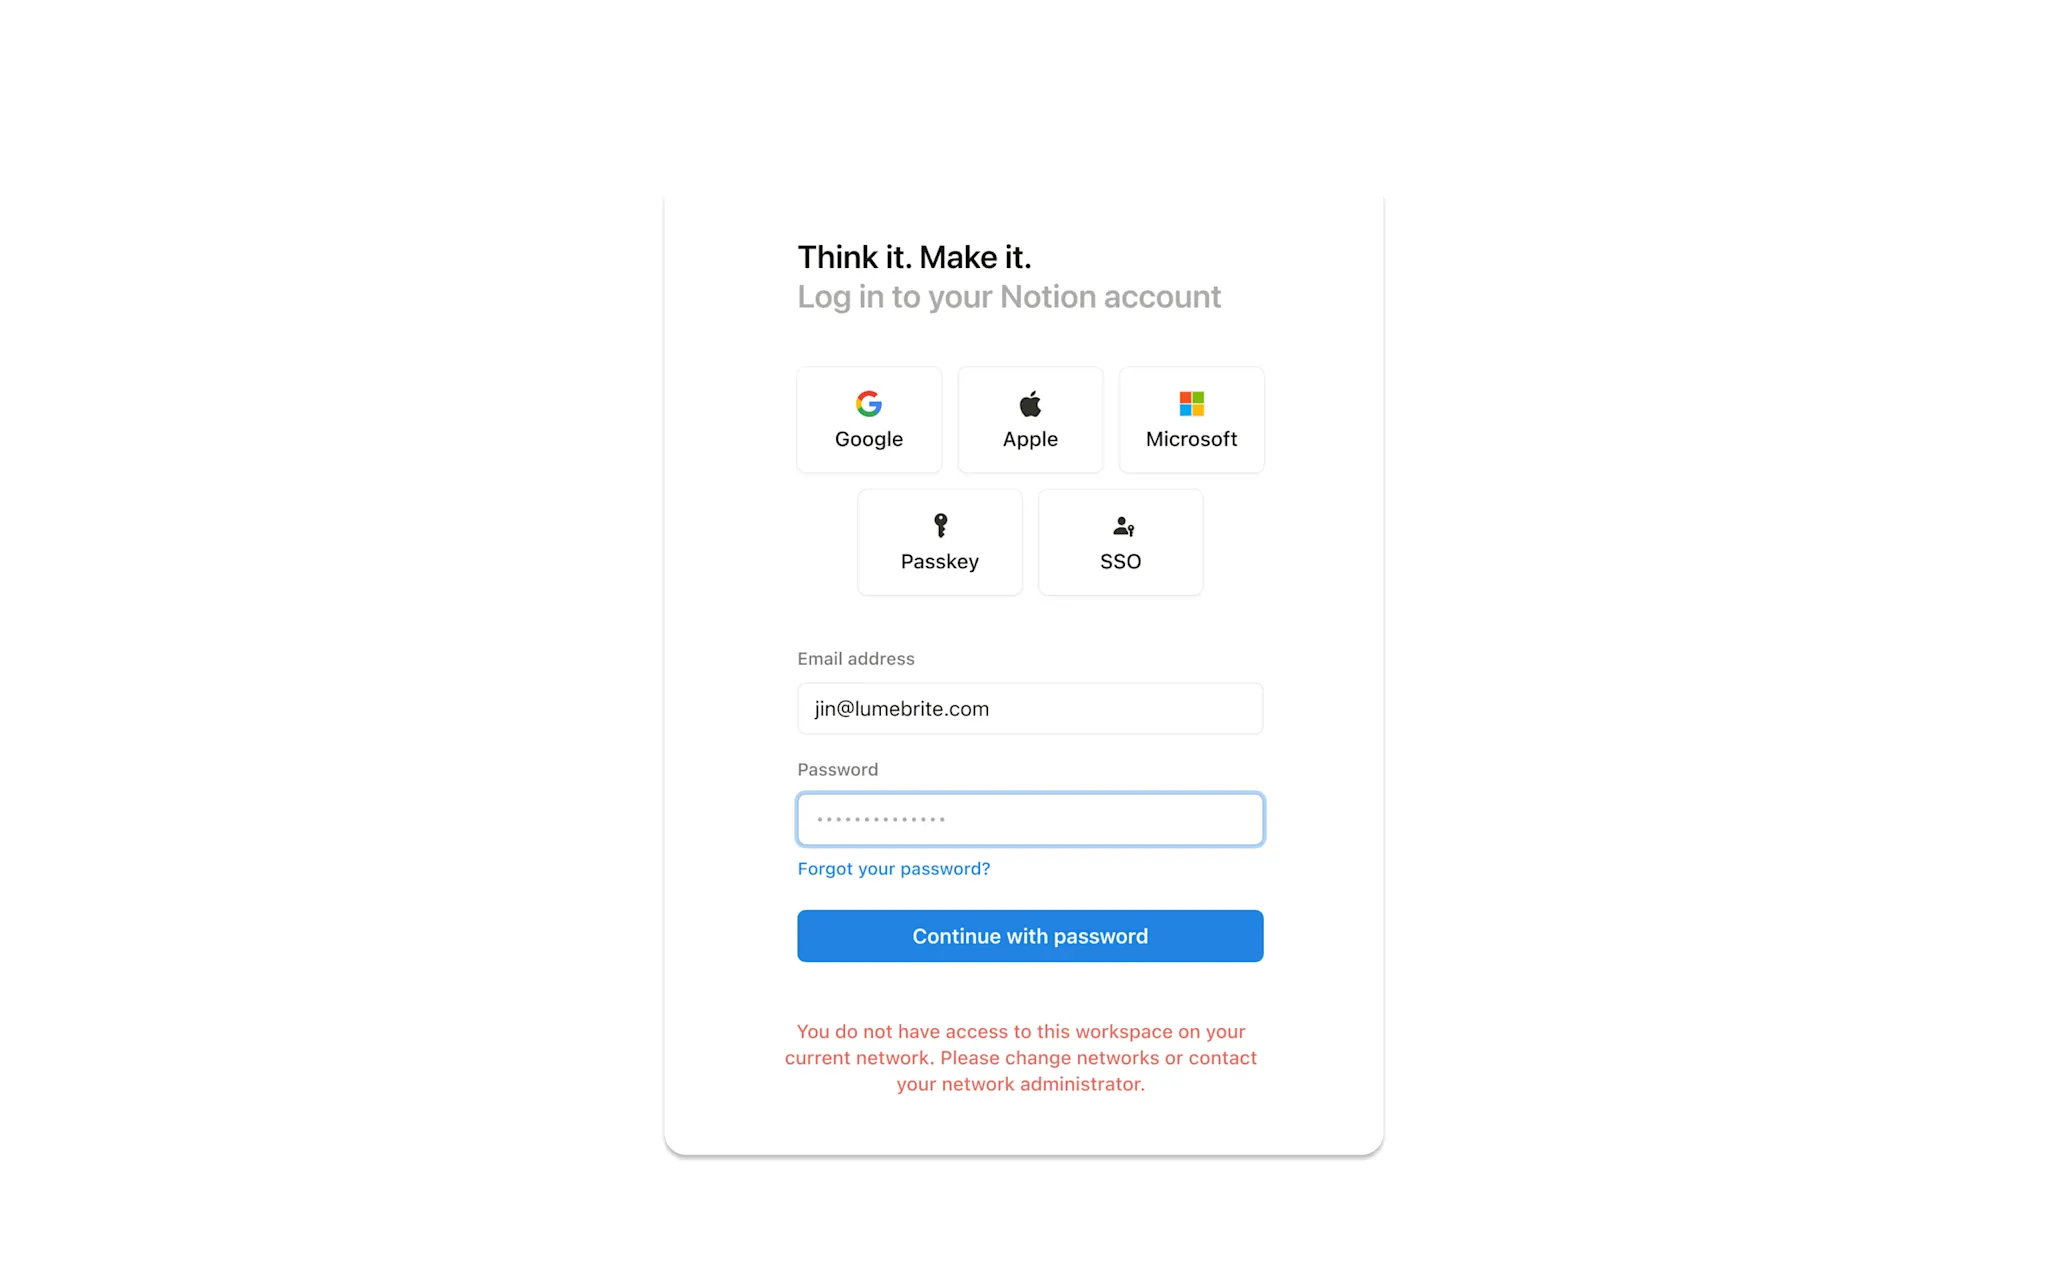 Think it. Make it.
Log in to your Notion account
Google
Apple
Microsoft
Passkey
SSO
Email address
jin@lumebrite.com
Password
••••••••••••••
Forgot your password?
Continue with password
You do not have access to this workspace on your
current network. Please change networks or contact
your network administrator.